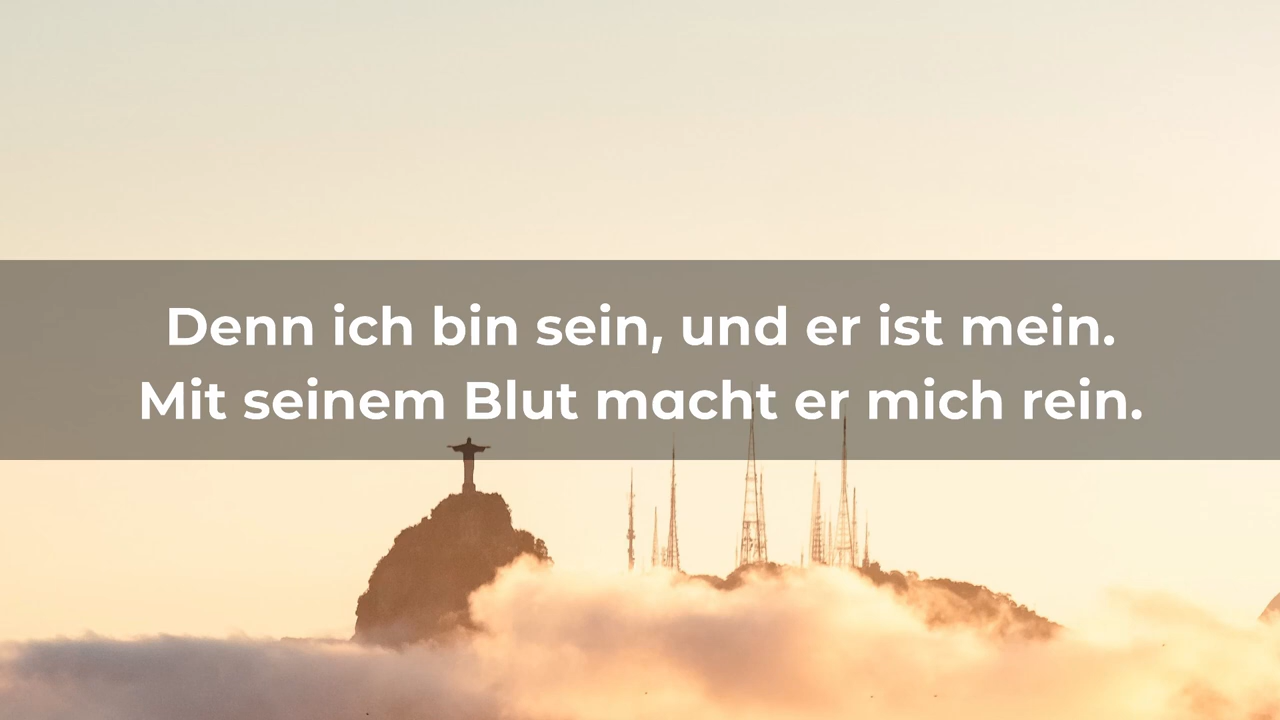 Denn ich bin sein, und er ist mein.
Mit seinem Blut macht er mich rein.